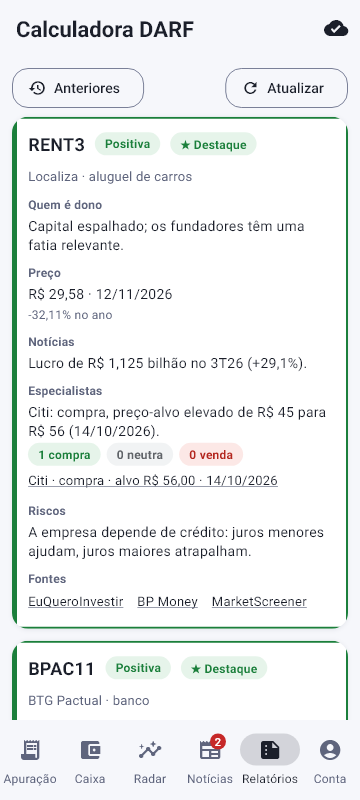 Calculadora DARF
Anteriores
Atualizar
RENT3 Positiva ★ Destaque
Localiza · aluguel de carros
Quem é dono
Capital espalhado; os fundadores têm uma
fatia relevante.
Preço
R$ 29,58 · 12/11/2026
-32,11% no ano
Notícias
Lucro de R$ 1,125 bilhão no 3T26 (+29,1%).
Especialistas
Citi: compra, preço-alvo elevado de R$ 45 para
R$ 56 (14/10/2026).
1 compra 0 neutra 0 venda
Citi · compra · alvo R$ 56,00 · 14/10/2026
Riscos
A empresa depende de crédito: juros menores
ajudam, juros maiores atrapalham.
Fontes
EuQueroInvestir BP Money MarketScreener
BPAC11 Positiva ★ Destaque
BTG Pactual · banco
2
Apuração Caixa Radar Notícias Relatórios Conta